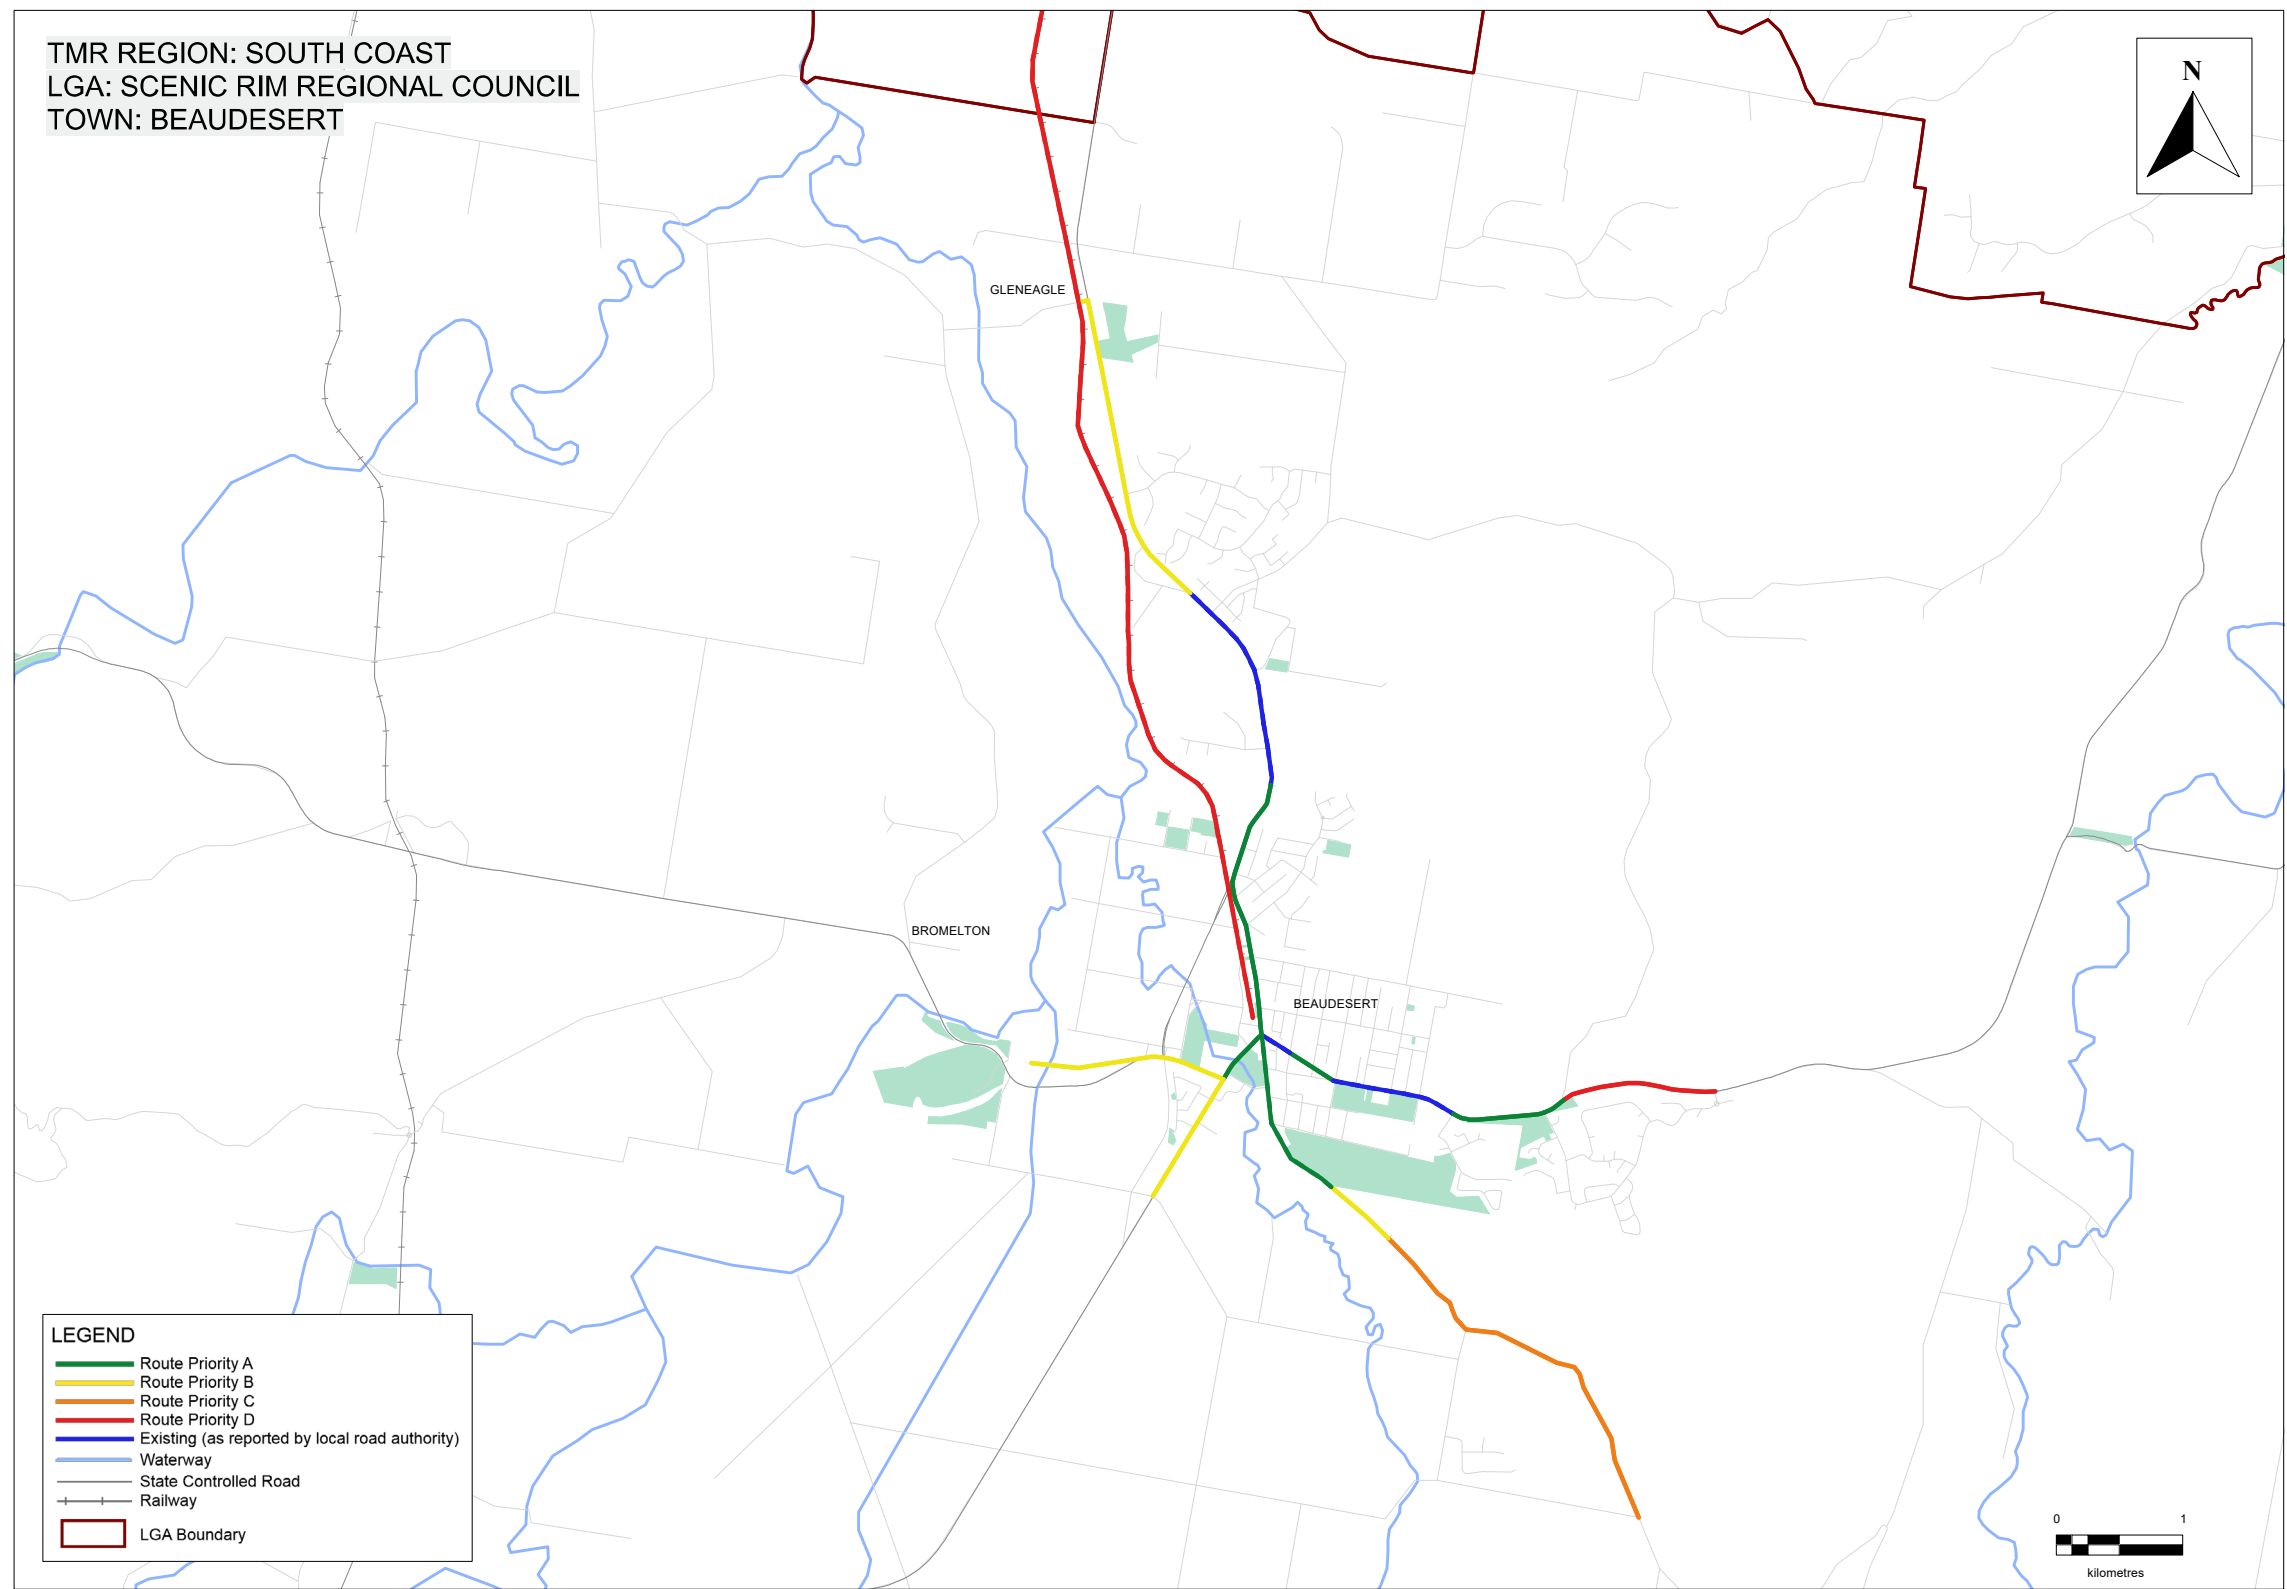 TMR REGION: SOUTH COAST
LGA: SCENIC RIM REGIONAL COUNCIL
TOWN: BEAUDESERT
N
GLENEAGLE
BROMELTON
BEAUDESERT
LEGEND
Route Priority A
Route Priority B
Route Priority C
Route Priority D
Existing (as reported by local road authority)
Waterway
State Controlled Road
Railway
LGA Boundary
0 1
kilometres